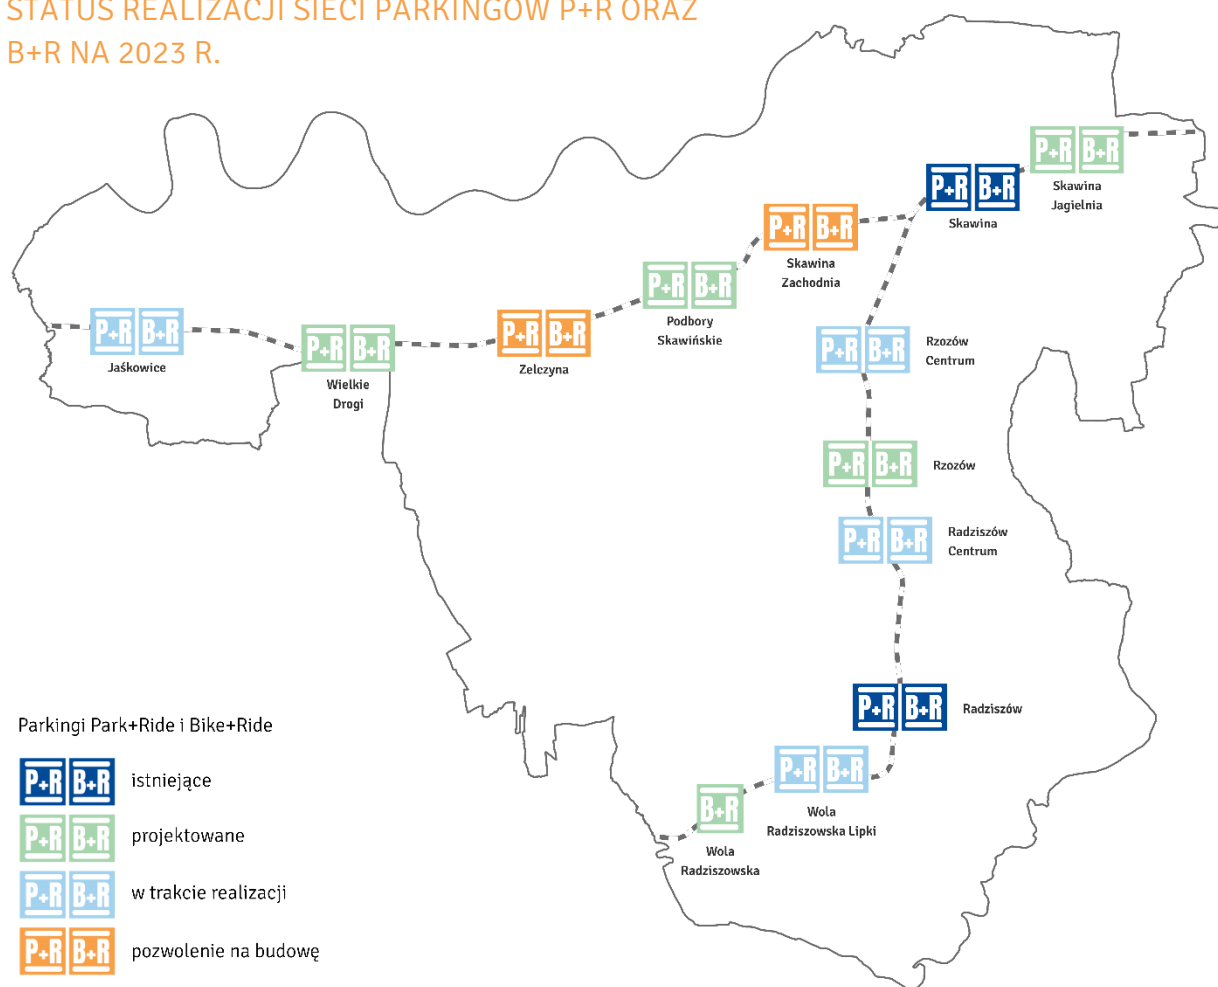 STATUS REALIZACJI SIECI PARKINGÓW P+R ORAZ
B+R NA 2023 R.
P+R B+R
Skawina
Jagielnia
P+R B+R
Skawina
P+R B+R
Skawina
Zachodnia
P+R B+R
Podbory
Skawińskie
P+R B+R
Jaśkowice
P+R B+R
Wielkie
Drogi
P+R B+R
Zelczyna
P+R B+R
Rzozów
Centrum
P+R B+R
Rzozów
P+R B+R
Radziszów
Centrum
P+R B+R
Radziszów
P+R B+R
Wola
Radziszowska Lipki
B+R
Wola
Radziszowska
Parkingi Park+Ride i Bike+Ride
P+R B+R istniejące
P+R B+R projektowane
P+R B+R w trakcie realizacji
P+R B+R pozwolenie na budowę